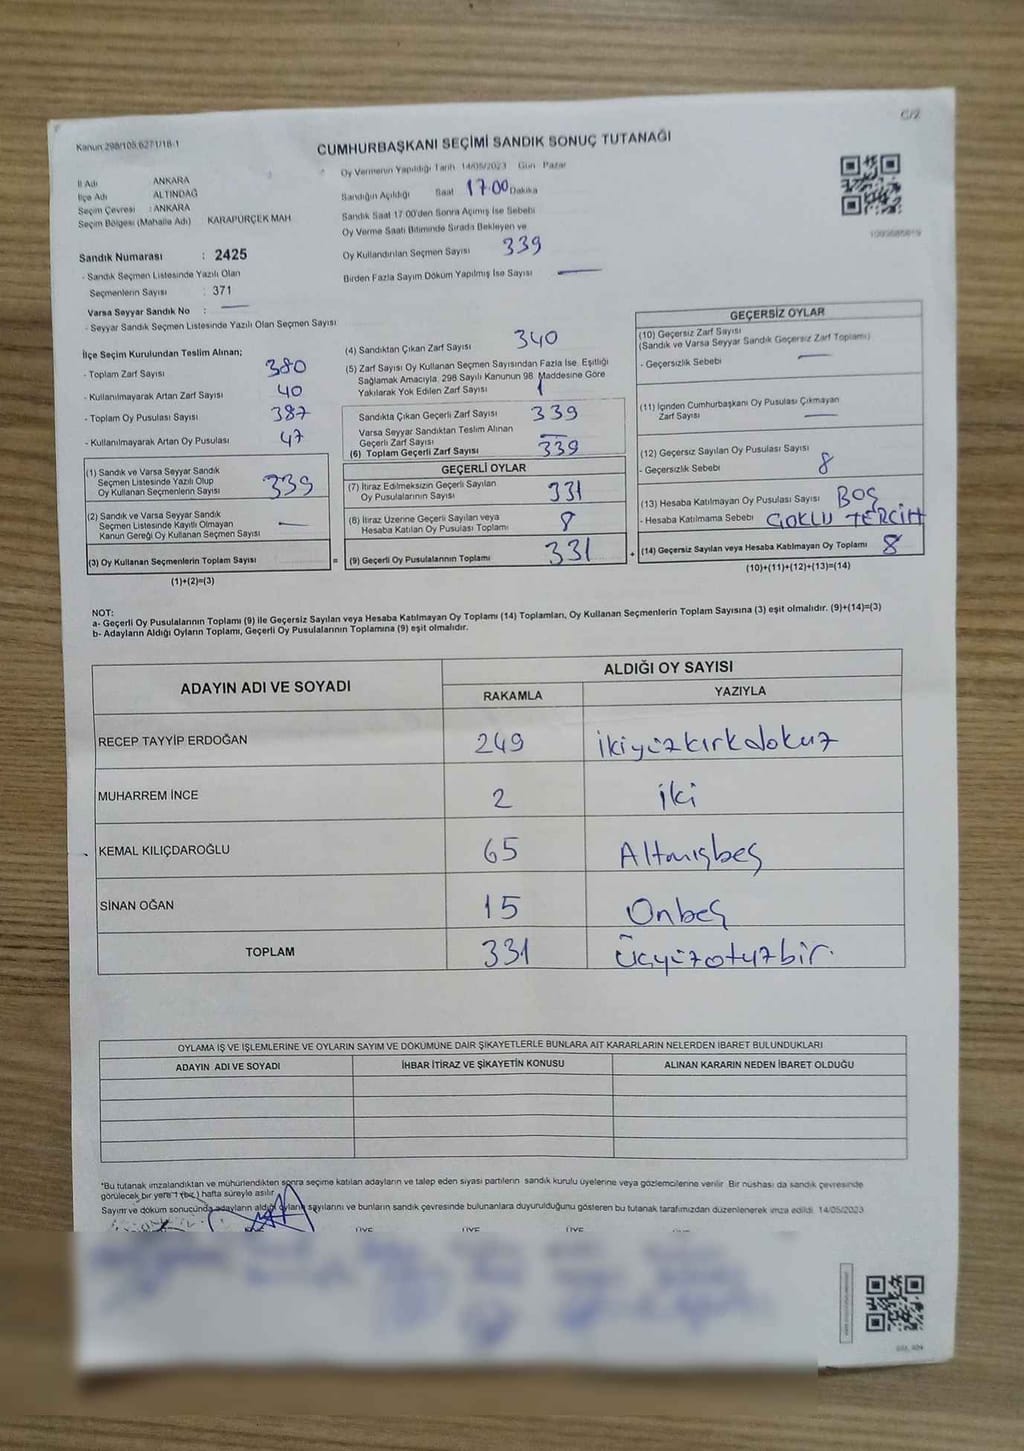 C/2
Kanun 298/105,6271/18-1
CUMHURBAŞKANI SEÇİMİ SANDIK SONUÇ TUTANAĞI
Oy Vermenin Yapıldığı Tarih 14/05/2023 Gün Pazar
İl Adı ANKARA
İlçe Adı ALTINDAĞ
Seçim Çevresi : ANKARA
Seçim Bölgesi (Mahalle Adı) KARAPÜRÇEK MAH
Sandığın Açıldığı Saat 17:00 Dakika
Sandık Saat 17 00'den Sonra Açımış İse Sebebi
Oy Verme Saati Bitiminde Sırada Bekleyen ve
Oy Kullandırılan Seçmen Sayısı 339
Birden Fazla Sayım Döküm Yapılmış İse Sayısı —
Sandık Numarası : 2425
- Sandık Seçmen Listesinde Yazılı Olan
Seçmenlerin Sayısı : 371
Varsa Seyyar Sandık No : —
- Seyyar Sandık Seçmen Listesinde Yazılı Olan Seçmen Sayısı
İlçe Seçim Kurulundan Teslim Alınan;
- Toplam Zarf Sayısı 380
- Kullanılmayarak Artan Zarf Sayısı 40
- Toplam Oy Pusulası Sayısı 387
- Kullanılmayarak Artan Oy Pusulası 47
(1) Sandık ve Varsa Seyyar Sandık
Seçmen Listesinde Yazılı Olup
Oy Kullanan Seçmenlerin Sayısı 339
(2) Sandık ve Varsa Seyyar Sandık
Seçmen Listesinde Kayıtlı Olmayan
Kanun Gereği Oy Kullanan Seçmen Sayısı —
(3) Oy Kullanan Seçmenlerin Toplam Sayısı =
(1)+(2)=(3)
(4) Sandıktan Çıkan Zarf Sayısı 340
(5) Zarf Sayısı Oy Kullanan Seçmen Sayısından Fazla İse, Eşitliği
Sağlamak Amacıyla, 298 Sayılı Kanunun 98. Maddesine Göre
Yakılarak Yok Edilen Zarf Sayısı 1
Sandıkta Çıkan Geçerli Zarf Sayısı 339
Varsa Seyyar Sandıktan Teslim Alınan
Geçerli Zarf Sayısı —
(6) Toplam Geçerli Zarf Sayısı 339
GEÇERLİ OYLAR
(7) İtiraz Edilmeksizin Geçerli Sayılan
Oy Pusulalarının Sayısı 331
(8) İtiraz Üzerine Geçerli Sayılan veya
Hesaba Katılan Oy Pusulası Toplamı 8
(9) Geçerli Oy Pusulalarının Toplamı 331 +
GEÇERSİZ OYLAR
(10) Geçersiz Zarf Sayısı
(Sandık ve Varsa Seyyar Sandık Geçersiz Zarf Toplamı)
- Geçersizlik Sebebi —
(11) İçinden Cumhurbaşkanı Oy Pusulası Çıkmayan
Zarf Sayısı —
(12) Geçersiz Sayılan Oy Pusulası Sayısı
- Geçersizlik Sebebi 8
(13) Hesaba Katılmayan Oy Pusulası Sayısı BOŞ
- Hesaba Katılmama Sebebi ÇOKLU TERCİH
(14) Geçersiz Sayılan veya Hesaba Katılmayan Oy Toplamı 8
(10)+(11)+(12)+(13)=(14)
NOT:
a- Geçerli Oy Pusulalarının Toplamı (9) ile Geçersiz Sayılan veya Hesaba Katılmayan Oy Toplamı (14) Toplamları, Oy Kullanan Seçmenlerin Toplam Sayısına (3) eşit olmalıdır. (9)+(14)=(3)
b- Adayların Aldığı Oyların Toplamı, Geçerli Oy Pusulalarının Toplamına (9) eşit olmalıdır.
ADAYIN ADI VE SOYADI
ALDIĞI OY SAYISI
RAKAMLA YAZIYLA
RECEP TAYYİP ERDOĞAN 249 ikiyüzkırkdokuz
MUHARREM İNCE 2 iki
KEMAL KILIÇDAROĞLU 65 Altmışbeş
SİNAN OĞAN 15 Onbeş
TOPLAM 331 Üçyüzotuzbir.
OYLAMA İŞ VE İŞLEMLERİNE VE OYLARIN SAYIM VE DÖKÜMÜNE DAİR ŞİKAYETLERLE BUNLARA AİT KARARLARIN NELERDEN İBARET BULUNDUKLARI
ADAYIN ADI VE SOYADI İHBAR İTİRAZ VE ŞİKAYETİN KONUSU ALINAN KARARIN NEDEN İBARET OLDUĞU
*Bu tutanak imzalandıktan ve mühürlendikten sonra seçime katılan adayların ve talep eden siyasi partilerin sandık kurulu üyelerine veya gözlemcilerine verilir. Bir nüshası da sandık çevresinde
görülecek bir yere 1 (bir) hafta süreyle asılır.
Sayım ve döküm sonucunda adayların aldığı oyların sayılarını ve bunların sandık çevresinde bulunanlara duyurulduğunu gösteren bu tutanak tarafımızdan düzenlenerek imza edildi. 14/05/2023
ÜYE ÜYE ÜYE